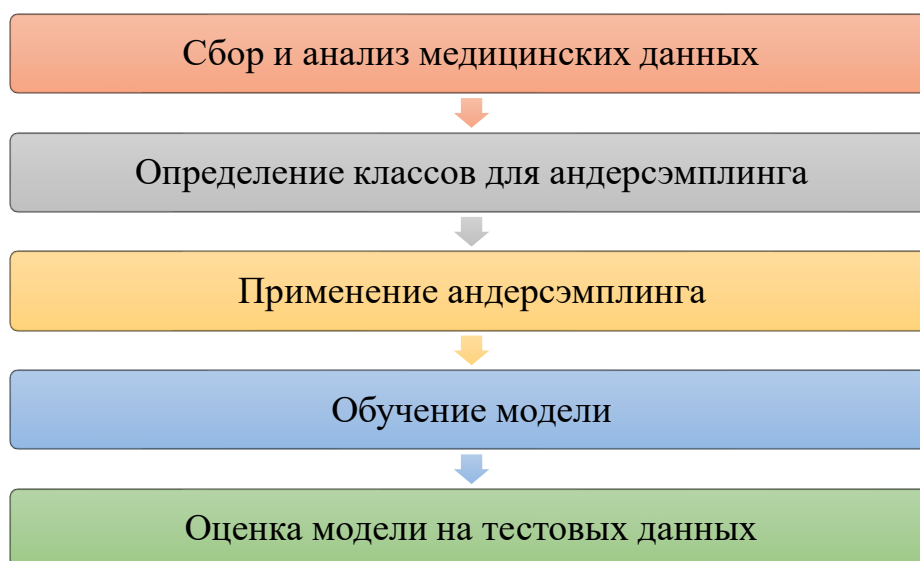 Сбор и анализ медицинских данных
Определение классов для андерсэмплинга
Применение андерсэмплинга
Обучение модели
Оценка модели на тестовых данных